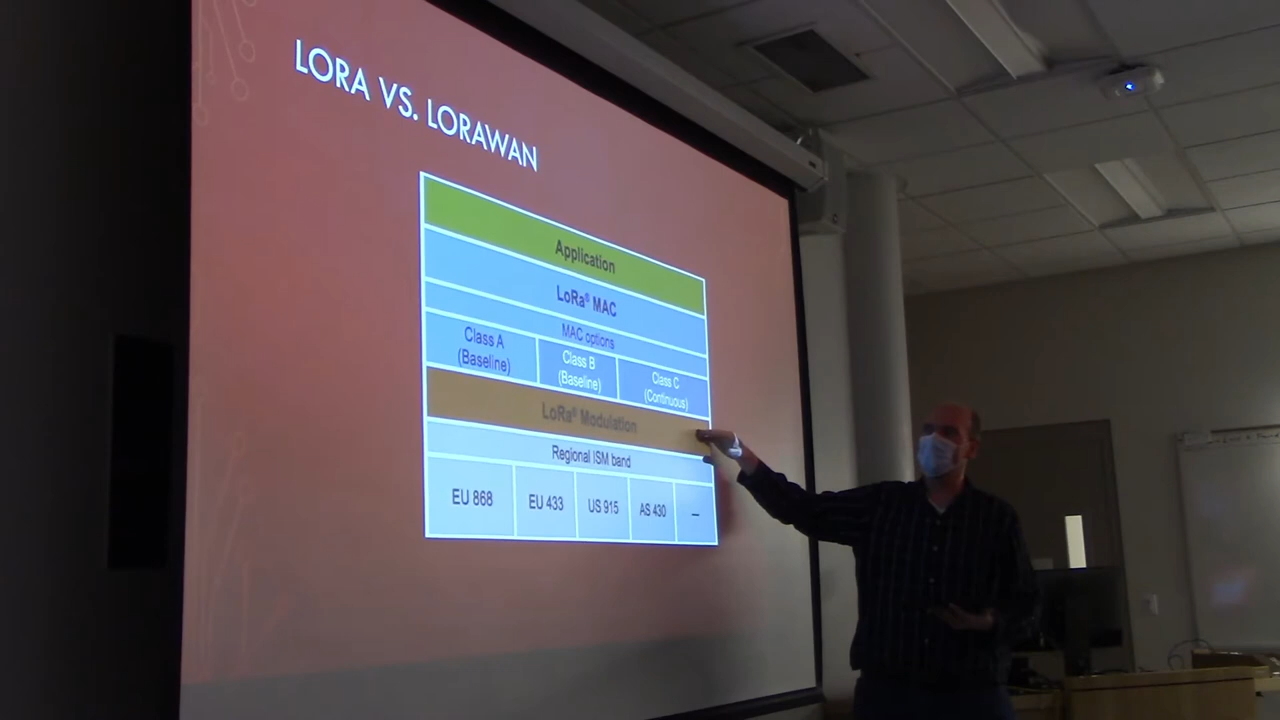 LORA VS. LORAWAN
Application
LoRa® MAC
MAC options
Class A
(Baseline)
Class B
(Baseline)
Class C
(Continuous)
LoRa® Modulation
Regional ISM band
EU 868
EU 433
US 915
AS 430
–